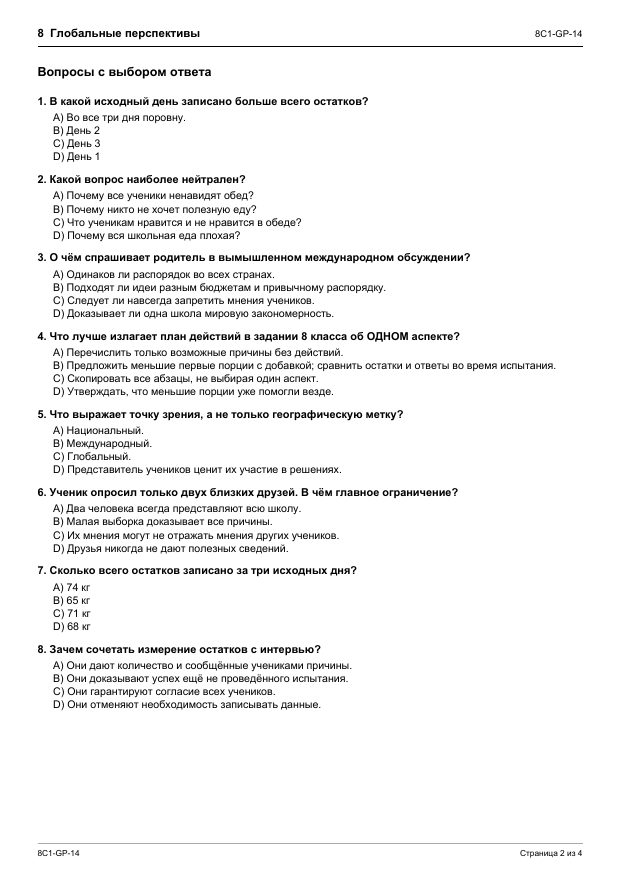 8 Глобальные перспективы
8C1-GP-14
Вопросы с выбором ответа
1. В какой исходный день записано больше всего остатков?
A) Во все три дня поровну.
B) День 2
C) День 3
D) День 1
2. Какой вопрос наиболее нейтрален?
A) Почему все ученики ненавидят обед?
B) Почему никто не хочет полезную еду?
C) Что ученикам нравится и не нравится в обеде?
D) Почему вся школьная еда плохая?
3. О чём спрашивает родитель в вымышленном международном обсуждении?
A) Одинаков ли распорядок во всех странах.
B) Подходят ли идеи разным бюджетам и привычному распорядку.
C) Следует ли навсегда запретить мнения учеников.
D) Доказывает ли одна школа мировую закономерность.
4. Что лучше излагает план действий в задании 8 класса об ОДНОМ аспекте?
A) Перечислить только возможные причины без действий.
B) Предложить меньшие первые порции с добавкой; сравнить остатки и ответы во время испытания.
C) Скопировать все абзацы, не выбирая один аспект.
D) Утверждать, что меньшие порции уже помогли везде.
5. Что выражает точку зрения, а не только географическую метку?
A) Национальный.
B) Международный.
C) Глобальный.
D) Представитель учеников ценит их участие в решениях.
6. Ученик опросил только двух близких друзей. В чём главное ограничение?
A) Два человека всегда представляют всю школу.
B) Малая выборка доказывает все причины.
C) Их мнения могут не отражать мнения других учеников.
D) Друзья никогда не дают полезных сведений.
7. Сколько всего остатков записано за три исходных дня?
A) 74 кг
B) 65 кг
C) 71 кг
D) 68 кг
8. Зачем сочетать измерение остатков с интервью?
A) Они дают количество и сообщённые учениками причины.
B) Они доказывают успех ещё не проведённого испытания.
C) Они гарантируют согласие всех учеников.
D) Они отменяют необходимость записывать данные.
8C1-GP-14
Страница 2 из 4